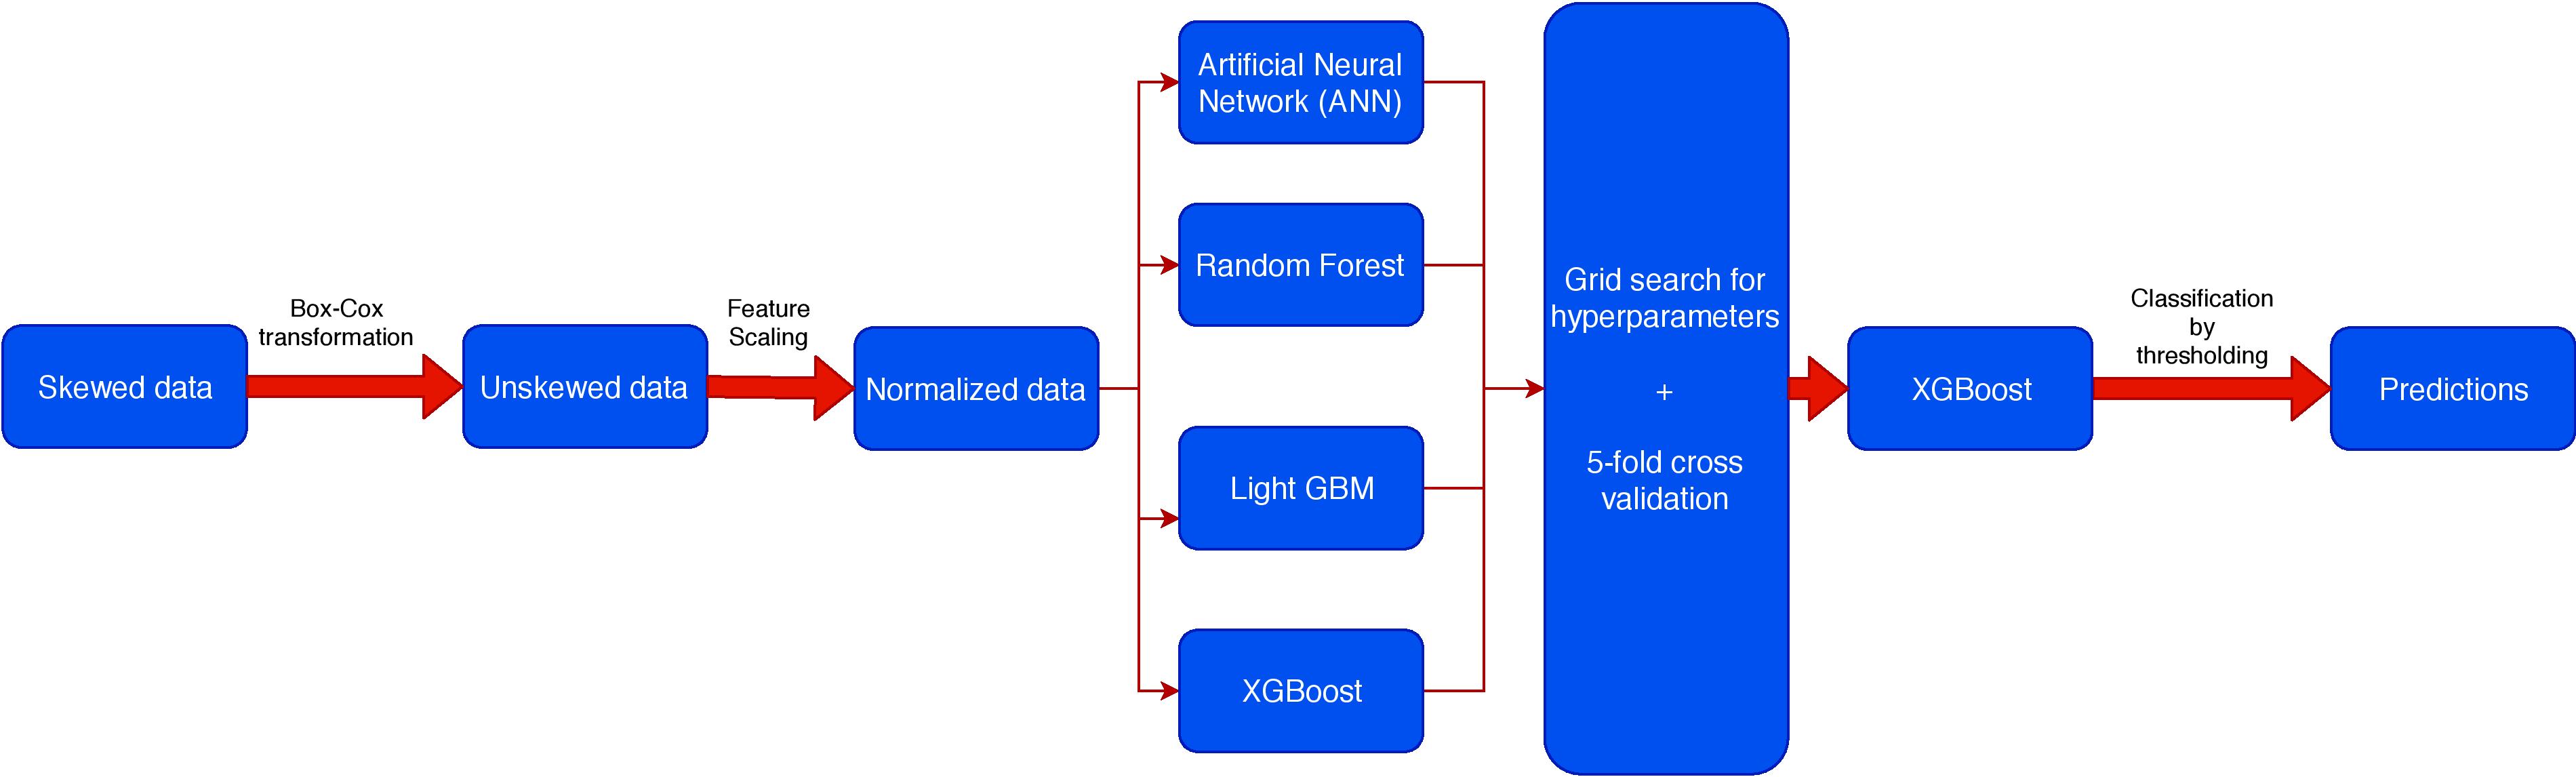 Skewed data
Box-Cox
transformation
Unskewed data
Feature
Scaling
Normalized data
Artificial Neural
Network (ANN)
Random Forest
Light GBM
XGBoost
Grid search for
hyperparameters
+
5-fold cross
validation
XGBoost
Classification
by
thresholding
Predictions